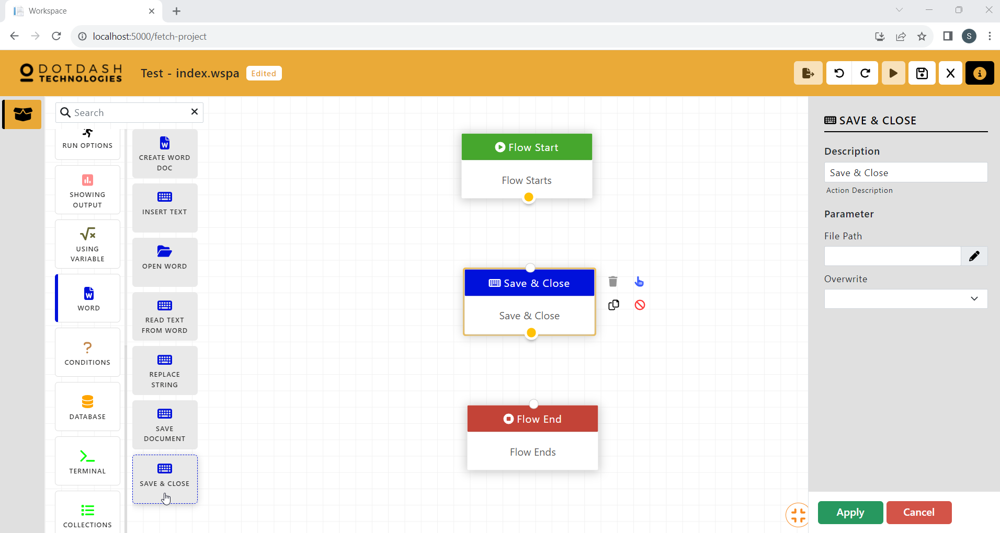 Workspace
localhost:5000/fetch-project
S
DOTDASH
TECHNOLOGIES
Test - index.wspa
Edited
Search
RUN OPTIONS
SHOWING
OUTPUT
USING
VARIABLE
WORD
CONDITIONS
DATABASE
TERMINAL
COLLECTIONS
CREATE WORD
DOC
INSERT TEXT
OPEN WORD
READ TEXT
FROM WORD
REPLACE
STRING
SAVE
DOCUMENT
SAVE & CLOSE
Flow Start
Flow Starts
Save & Close
Save & Close
Flow End
Flow Ends
SAVE & CLOSE
Description
Save & Close
Action Description
Parameter
File Path
Overwrite
Apply
Cancel